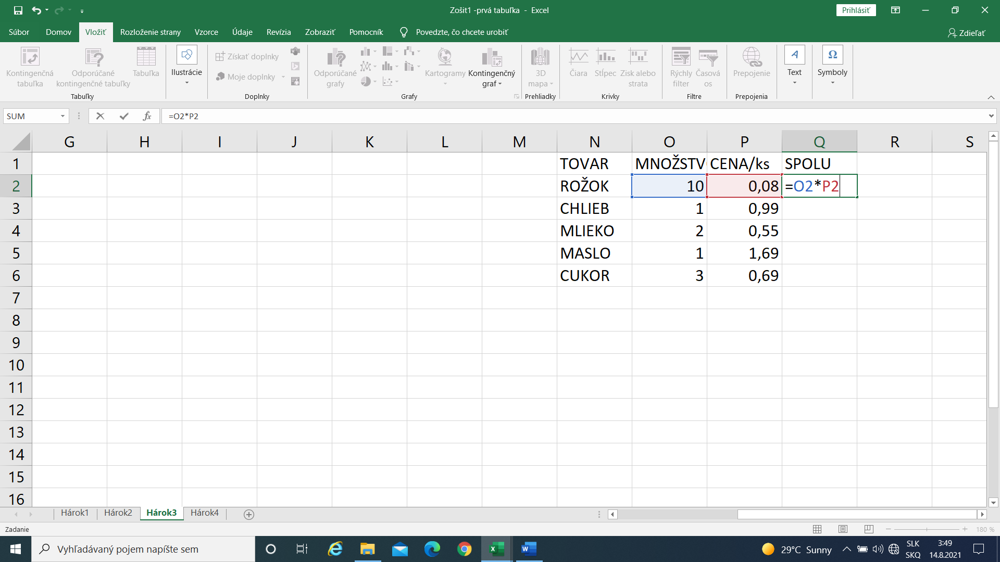 Zošit1 -prvá tabuľka - Excel
Prihlásiť
Súbor Domov Vložiť Rozloženie strany Vzorce Údaje Revízia Zobraziť Pomocník Povedzte, čo chcete urobiť Zdieľať
Kontingenčná tabuľka
Odporúčané kontingenčné tabuľky
Tabuľka
Ilustrácie
Získať doplnky
Moje doplnky
Odporúčané grafy
Kartogramy
Kontingenčný graf
3D mapa
Čiara
Stĺpec
Zisk alebo strata
Rýchly filter
Časová os
Prepojenie
Text
Symboly
Tabuľky Doplnky Grafy Prehliadky Krivky Filtre Prepojenia
SUM fx =O2*P2
G H I J K L M N O P Q R S
1 TOVAR MNOŽSTV CENA/ks SPOLU
2 ROŽOK 10 0,08 =O2*P2
3 CHLIEB 1 0,99
4 MLIEKO 2 0,55
5 MASLO 1 1,69
6 CUKOR 3 0,69
7
8
9
10
11
12
13
14
15
16
Hárok1 Hárok2 Hárok3 Hárok4
Zadanie 180 %
Vyhľadávaný pojem napíšte sem
29°C Sunny
SLK
SKQ
3:49
14.8.2021